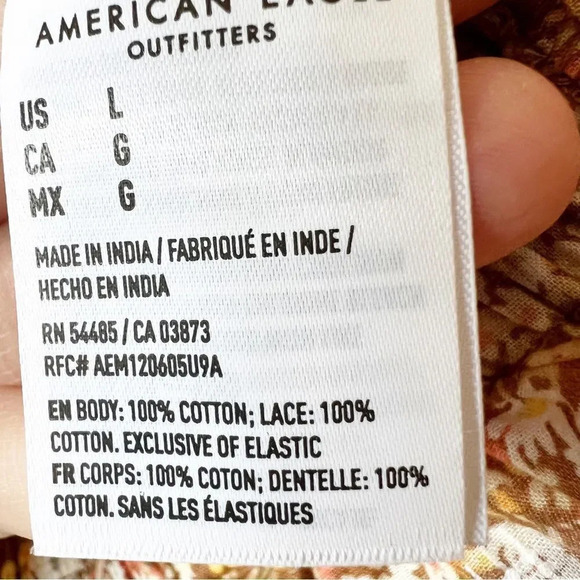 AMERICAN EAGLE
OUTFITTERS
US L
CA G
MX G
MADE IN INDIA / FABRIQUÉ EN INDE /
HECHO EN INDIA
RN 54485 / CA 03873
RFC# AEM120605U9A
EN BODY: 100% COTTON; LACE: 100%
COTTON. EXCLUSIVE OF ELASTIC
FR CORPS: 100% COTON; DENTELLE: 100%
COTON. SANS LES ÉLASTIQUES